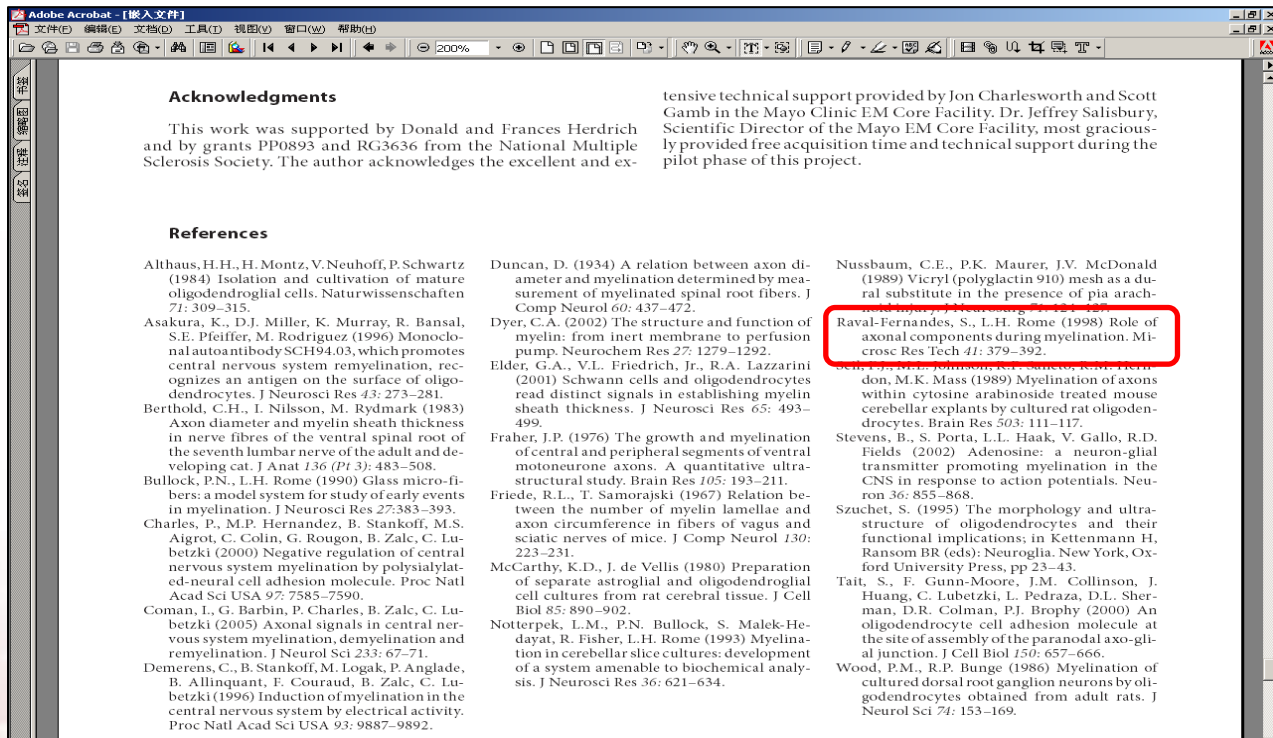 Adobe Acrobat - [嵌入文件]
文件(F) 编辑(E) 文档(D) 工具(T) 视图(V) 窗口(W) 帮助(H)
200%
Acknowledgments
This work was supported by Donald and Frances Herdrich
and by grants PP0893 and RG3636 from the National Multiple
Sclerosis Society. The author acknowledges the excellent and ex-
tensive technical support provided by Jon Charlesworth and Scott
Gamb in the Mayo Clinic EM Core Facility. Dr. Jeffrey Salisbury,
Scientific Director of the Mayo EM Core Facility, most gracious-
ly provided free acquisition time and technical support during the
pilot phase of this project.
References
Althaus, H.H., H. Montz, V. Neuhoff, P. Schwartz
(1984) Isolation and cultivation of mature
oligodendroglial cells. Naturwissenschaften
71: 309–315.
Asakura, K., D.J. Miller, K. Murray, R. Bansal,
S.E. Pfeiffer, M. Rodriguez (1996) Monoclo-
nal autoantibody SCH94.03, which promotes
central nervous system remyelination, rec-
ognizes an antigen on the surface of oligo-
dendrocytes. J Neurosci Res 43: 273–281.
Berthold, C.H., I. Nilsson, M. Rydmark (1983)
Axon diameter and myelin sheath thickness
in nerve fibres of the ventral spinal root of
the seventh lumbar nerve of the adult and de-
veloping cat. J Anat 136 (Pt 3): 483–508.
Bullock, P.N., L.H. Rome (1990) Glass micro-fi-
bers: a model system for study of early events
in myelination. J Neurosci Res 27:383–393.
Charles, P., M.P. Hernandez, B. Stankoff, M.S.
Aigrot, C. Colin, G. Rougon, B. Zalc, C. Lu-
betzki (2000) Negative regulation of central
nervous system myelination by polysialylat-
ed-neural cell adhesion molecule. Proc Natl
Acad Sci USA 97: 7585–7590.
Coman, I., G. Barbin, P. Charles, B. Zalc, C. Lu-
betzki (2005) Axonal signals in central ner-
vous system myelination, demyelination and
remyelination. J Neurol Sci 233: 67–71.
Demerens, C., B. Stankoff, M. Logak, P. Anglade,
B. Allinquant, F. Couraud, B. Zalc, C. Lu-
betzki (1996) Induction of myelination in the
central nervous system by electrical activity.
Proc Natl Acad Sci USA 93: 9887–9892.
Duncan, D. (1934) A relation between axon di-
ameter and myelination determined by mea-
surement of myelinated spinal root fibers. J
Comp Neurol 60: 437–472.
Dyer, C.A. (2002) The structure and function of
myelin: from inert membrane to perfusion
pump. Neurochem Res 27: 1279–1292.
Elder, G.A., V.L. Friedrich, Jr., R.A. Lazzarini
(2001) Schwann cells and oligodendrocytes
read distinct signals in establishing myelin
sheath thickness. J Neurosci Res 65: 493–
499.
Fraher, J.P. (1976) The growth and myelination
of central and peripheral segments of ventral
motoneurone axons. A quantitative ultra-
structural study. Brain Res 105: 193–211.
Friede, R.L., T. Samorajski (1967) Relation be-
tween the number of myelin lamellae and
axon circumference in fibers of vagus and
sciatic nerves of mice. J Comp Neurol 130:
223–231.
McCarthy, K.D., J. de Vellis (1980) Preparation
of separate astroglial and oligodendroglial
cell cultures from rat cerebral tissue. J Cell
Biol 85: 890–902.
Notterpek, L.M., P.N. Bullock, S. Malek-He-
dayat, R. Fisher, L.H. Rome (1993) Myelina-
tion in cerebellar slice cultures: development
of a system amenable to biochemical analy-
sis. J Neurosci Res 36: 621–634.
Nussbaum, C.E., P.K. Maurer, J.V. McDonald
(1989) Vicryl (polyglactin 910) mesh as a du-
ral substitute in the presence of pia arach-
noid injury. J Neurosurg 71: 124–127.
Raval-Fernandes, S., L.H. Rome (1998) Role of
axonal components during myelination. Mi-
crosc Res Tech 41: 379–392.
Seil, F.J., M.L. Johnson, R.P. Saneto, R.M. Hern-
don, M.K. Mass (1989) Myelination of axons
within cytosine arabinoside treated mouse
cerebellar explants by cultured rat oligoden-
drocytes. Brain Res 503: 111–117.
Stevens, B., S. Porta, L.L. Haak, V. Gallo, R.D.
Fields (2002) Adenosine: a neuron-glial
transmitter promoting myelination in the
CNS in response to action potentials. Neu-
ron 36: 855–868.
Szuchet, S. (1995) The morphology and ultra-
structure of oligodendrocytes and their
functional implications; in Kettenmann H,
Ransom BR (eds): Neuroglia. New York, Ox-
ford University Press, pp 23–43.
Tait, S., F. Gunn-Moore, J.M. Collinson, J.
Huang, C. Lubetzki, L. Pedraza, D.L. Sher-
man, D.R. Colman, P.J. Brophy (2000) An
oligodendrocyte cell adhesion molecule at
the site of assembly of the paranodal axo-gli-
al junction. J Cell Biol 150: 657–666.
Wood, P.M., R.P. Bunge (1986) Myelination of
cultured dorsal root ganglion neurons by oli-
godendrocytes obtained from adult rats. J
Neurol Sci 74: 153–169.